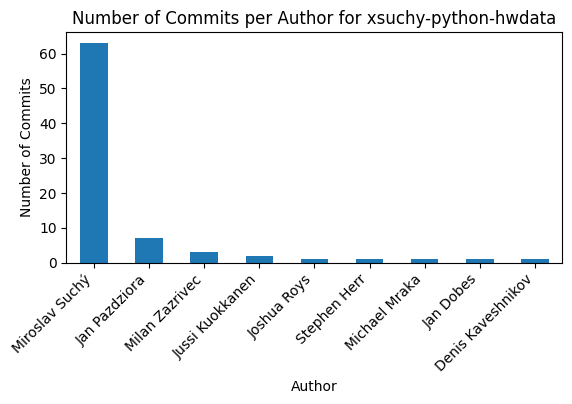 Number of Commits per Author for xsuchy-python-hwdata
Number of Commits
60
50
40
30
20
10
0
Miroslav Suchý
Jan Pazdziora
Milan Zazrivec
Jussi Kuokkanen
Joshua Roys
Stephen Herr
Michael Mraka
Jan Dobes
Denis Kaveshnikov
Author